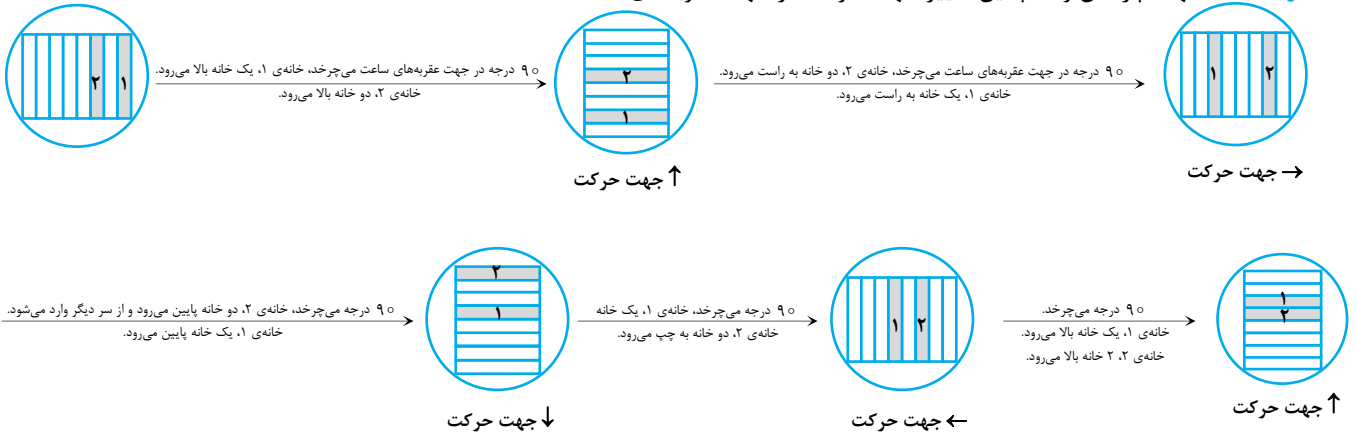 ۲ ۱
۹۰ درجه در جهت عقربه‌های ساعت می‌چرخد، خانه‌ی ۱، یک خانه بالا می‌رود.
خانه‌ی ۲، دو خانه بالا می‌رود.
۲
۱
↑ جهت حرکت
۹۰ درجه در جهت عقربه‌های ساعت می‌چرخد، خانه‌ی ۲، دو خانه به راست می‌رود.
خانه‌ی ۱، یک خانه به راست می‌رود.
۱ ۲
→ جهت حرکت
۹۰ درجه می‌چرخد، خانه‌ی ۲، دو خانه پایین می‌رود و از سر دیگر وارد می‌شود.
خانه‌ی ۱، یک خانه پایین می‌رود.
۲
۱
↓ جهت حرکت
۹۰ درجه می‌چرخد، خانه‌ی ۱، یک خانه
خانه‌ی ۲، دو خانه به چپ می‌رود.
۱ ۲
← جهت حرکت
۹۰ درجه می‌چرخد.
خانه‌ی ۱، یک خانه بالا می‌رود.
خانه‌ی ۲، ۲ خانه بالا می‌رود.
۱
۲
↑ جهت حرکت